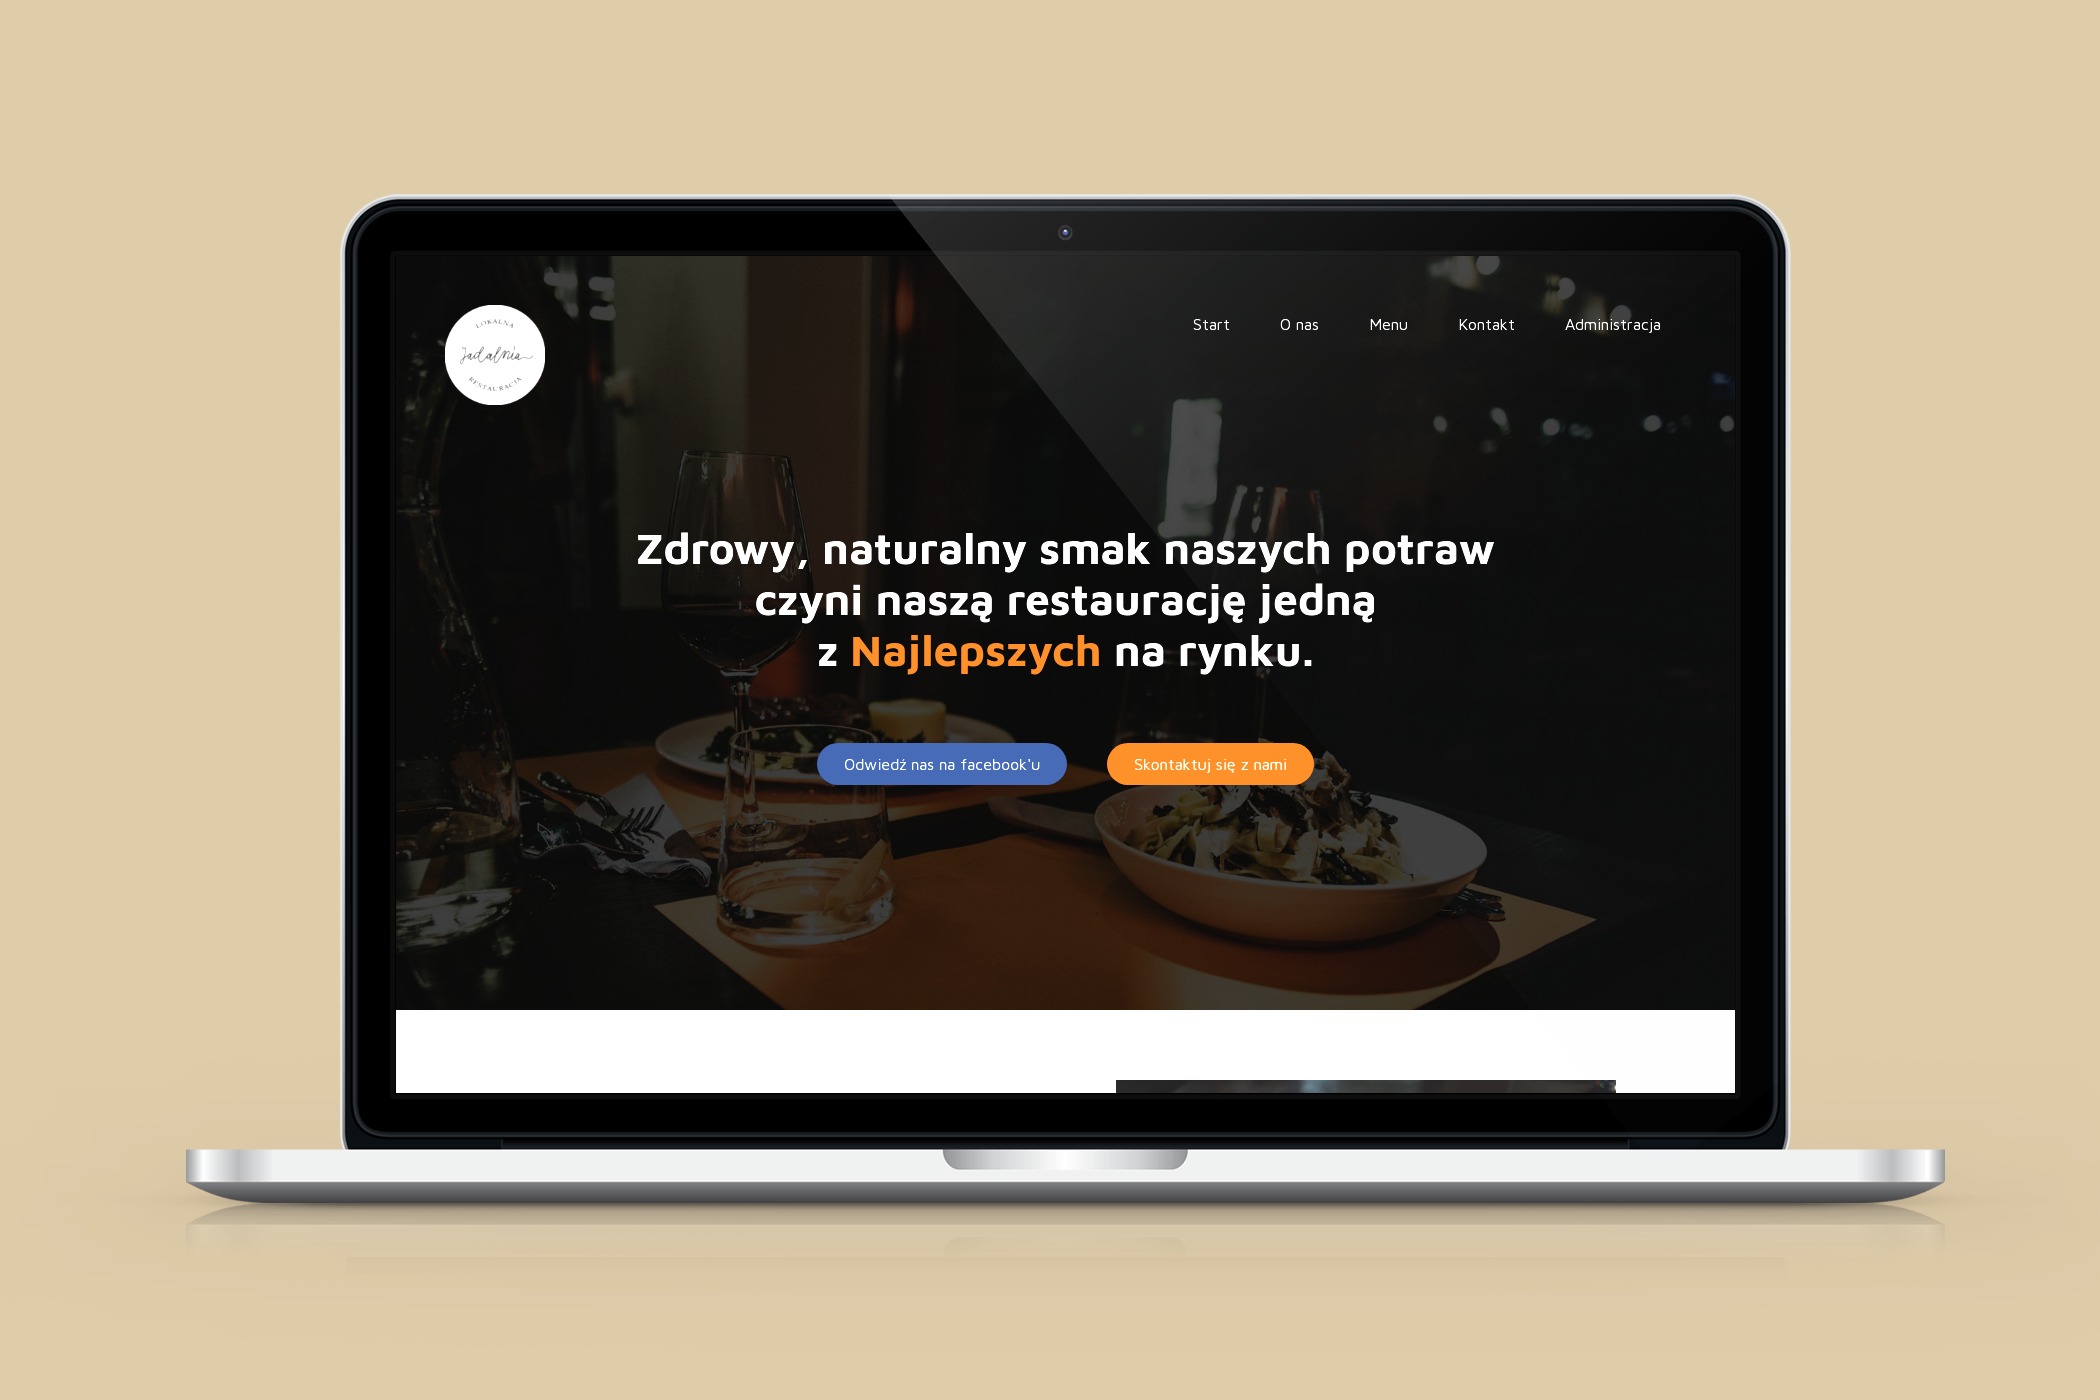 LOKALNA
Jadalnia
RESTAURACJA
Start O nas Menu Kontakt Administracja
Zdrowy, naturalny smak naszych potraw
czyni naszą restaurację jedną
z Najlepszych na rynku.
Odwiedź nas na facebook'u Skontaktuj się z nami